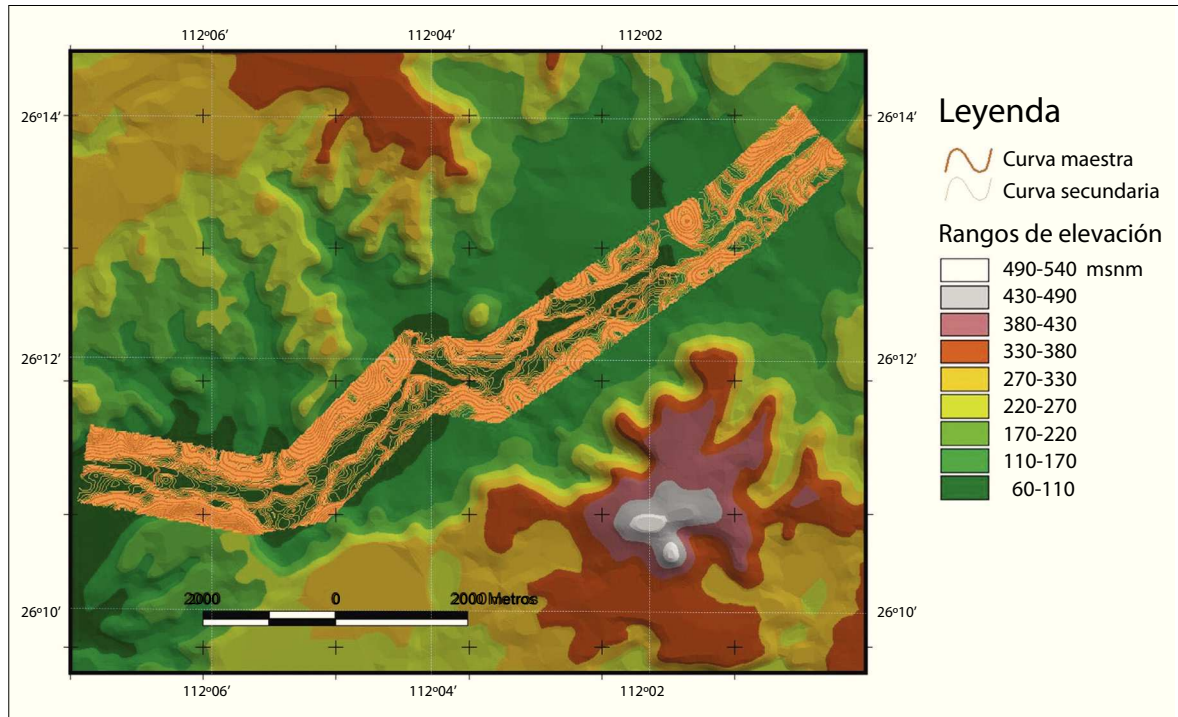 112º06′ 112º04′ 112º02′
26º14′ 26º14′
Leyenda
Curva maestra
Curva secundaria
Rangos de elevación
490-540 msnm
430-490
380-430
330-380
26º12′ 26º12′
270-330
220-270
170-220
110-170
60-110
2000 0 2000 Metros
26º10′ 26º10′
112º06′ 112º04′ 112º02′